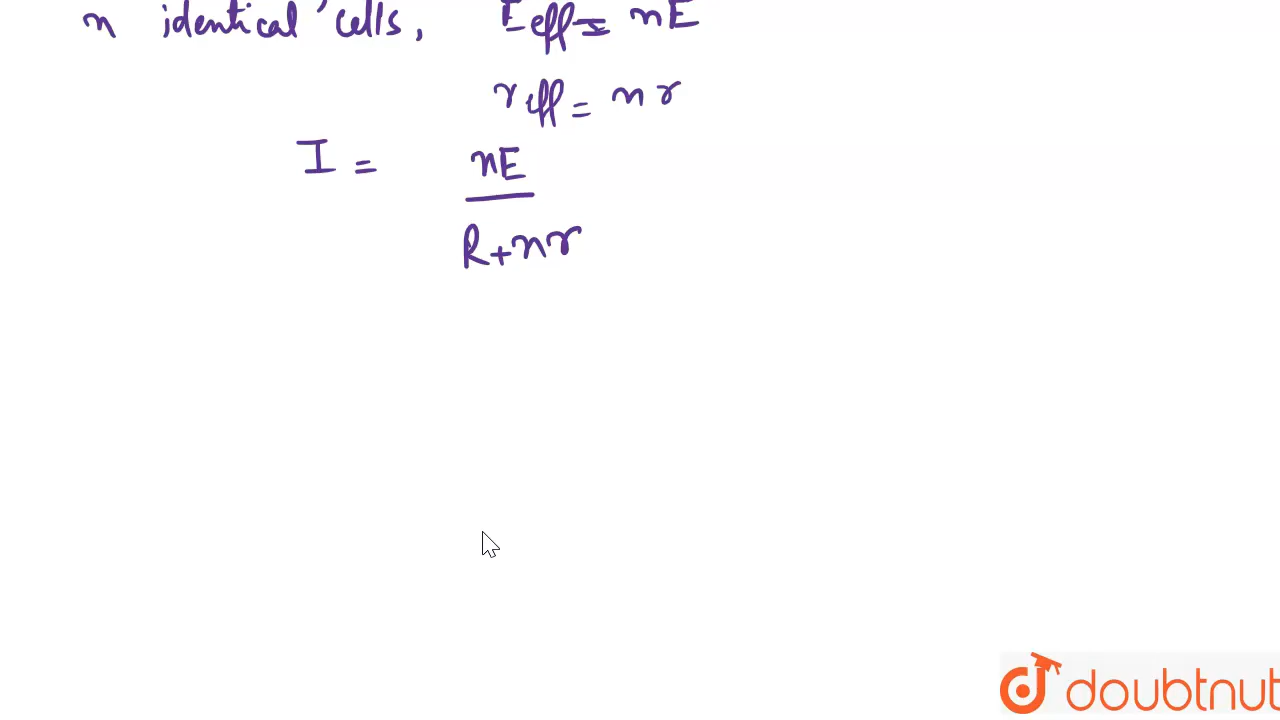 n identical cells, Eeff = nE
reff = nr
I = nE
R+nr
doubtnut